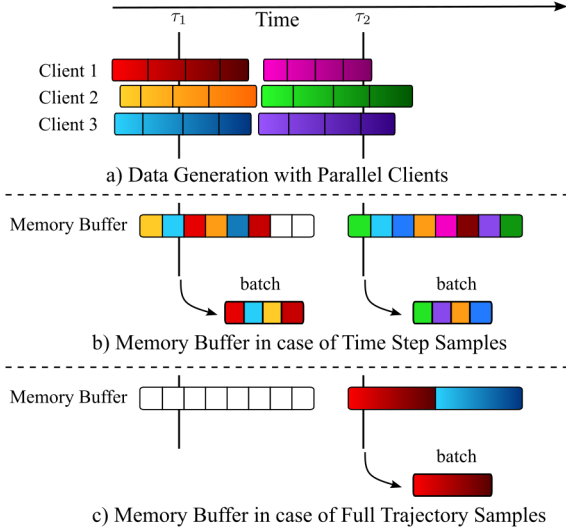 τ1 Time τ2
Client 1
Client 2
Client 3
a) Data Generation with Parallel Clients
Memory Buffer
batch batch
b) Memory Buffer in case of Time Step Samples
Memory Buffer
batch
c) Memory Buffer in case of Full Trajectory Samples